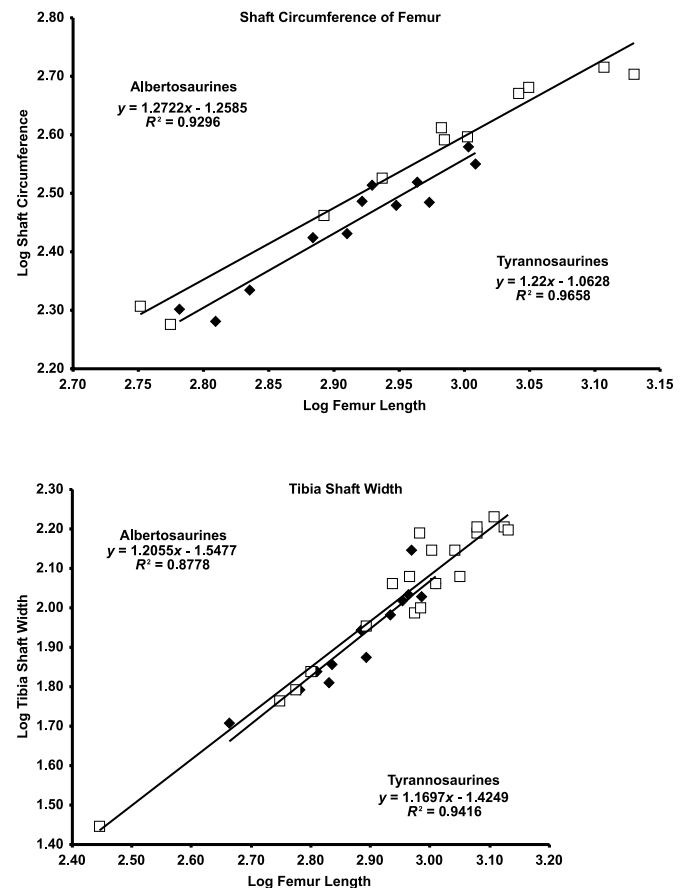 Shaft Circumference of Femur
2.80
2.70
2.60
2.50
2.40
2.30
2.20
Log Shaft Circumference
Albertosaurines
y = 1.2722x - 1.2585
R² = 0.9296
Tyrannosaurines
y = 1.22x - 1.0628
R² = 0.9658
2.70 2.75 2.80 2.85 2.90 2.95 3.00 3.05 3.10 3.15
Log Femur Length
Tibia Shaft Width
2.30
2.20
2.10
2.00
1.90
1.80
1.70
1.60
1.50
1.40
Log Tibia Shaft Width
Albertosaurines
y = 1.2055x - 1.5477
R² = 0.8778
Tyrannosaurines
y = 1.1697x - 1.4249
R² = 0.9416
2.40 2.50 2.60 2.70 2.80 2.90 3.00 3.10 3.20
Log Femur Length